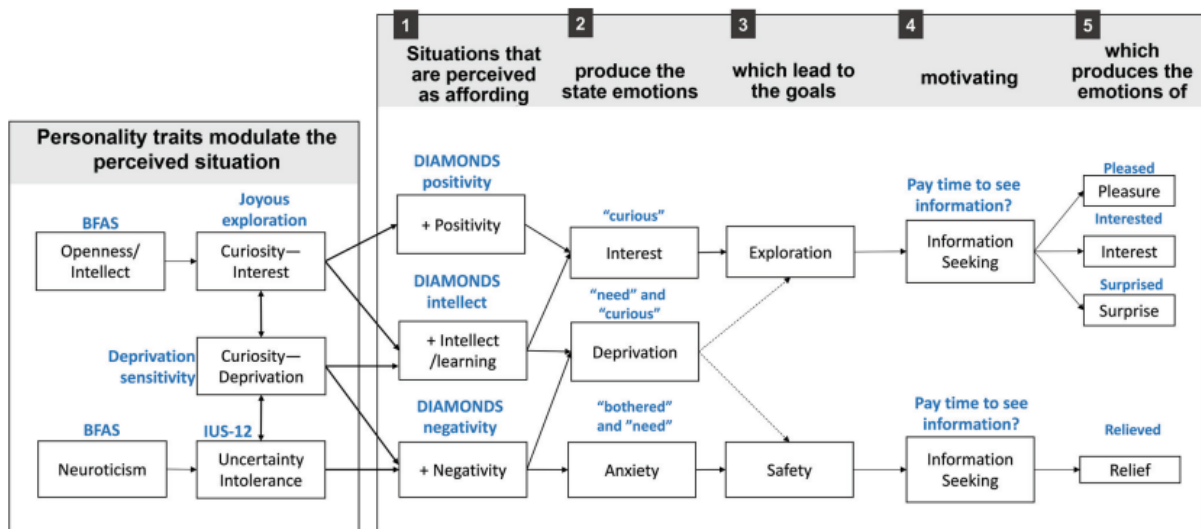 1
Situations that
are perceived
as affording
2
produce the
state emotions
3
which lead to
the goals
4
motivating
5
which
produces the
emotions of
Personality traits modulate the
perceived situation
BFAS
Openness/
Intellect
Joyous
exploration
Curiosity—
Interest
Deprivation
sensitivity
Curiosity—
Deprivation
BFAS
Neuroticism
IUS-12
Uncertainty
Intolerance
DIAMONDS
positivity
+ Positivity
DIAMONDS
intellect
+ Intellect
/learning
DIAMONDS
negativity
+ Negativity
“curious”
Interest
“need” and
“curious”
Deprivation
“bothered”
and ”need”
Anxiety
Exploration
Safety
Pay time to see
information?
Information
Seeking
Pay time to see
information?
Information
Seeking
Pleased
Pleasure
Interested
Interest
Surprised
Surprise
Relieved
Relief